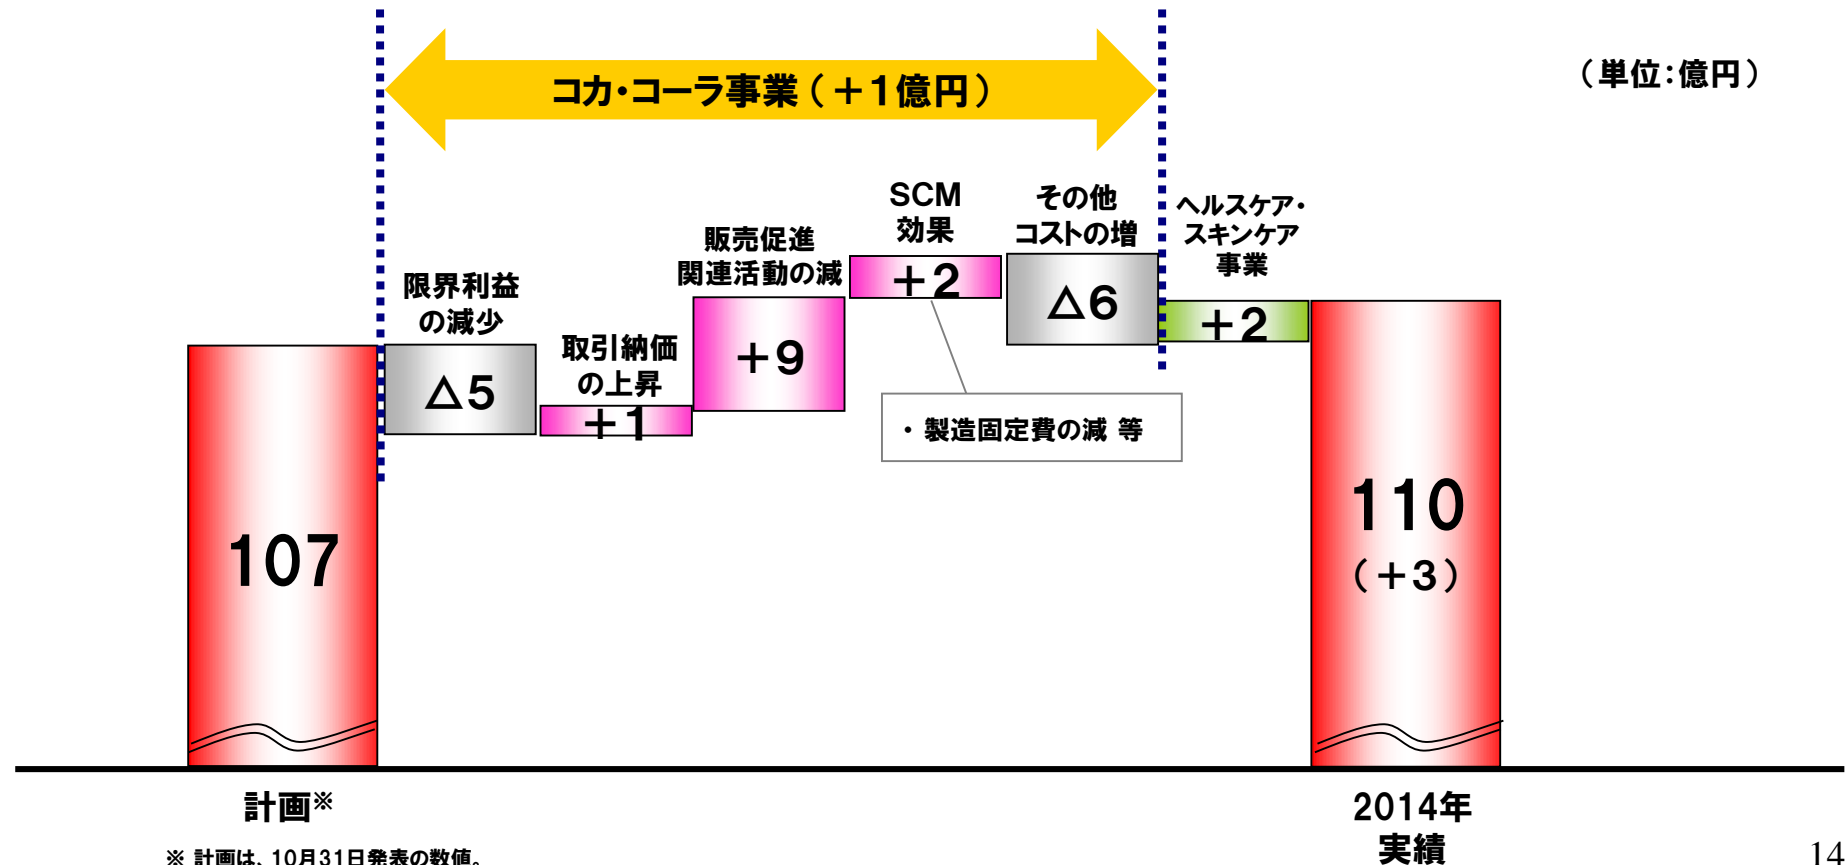 コカ・コーラ事業（＋1億円）
（単位：億円）
限界利益
の減少
△5
取引納価
の上昇
＋1
販売促進
関連活動の減
＋9
SCM
効果
＋2
・製造固定費の減 等
その他
コストの増
△6
ヘルスケア・
スキンケア
事業
＋2
107
110
（＋3）
計画※
2014年
実績
※ 計画は、10月31日発表の数値。
14